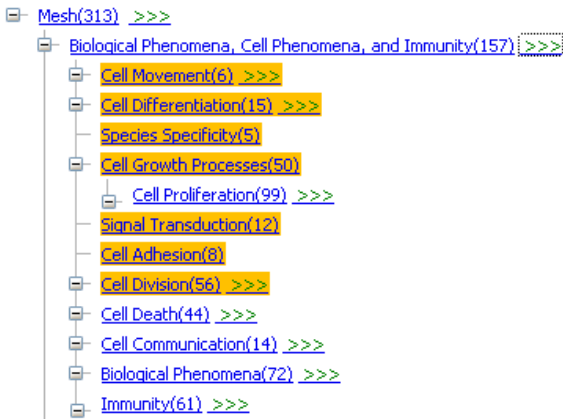 Mesh(313) >>>
Biological Phenomena, Cell Phenomena, and Immunity(157) >>>
Cell Movement(6) >>>
Cell Differentiation(15) >>>
Species Specificity(5)
Cell Growth Processes(50)
Cell Proliferation(99) >>>
Signal Transduction(12)
Cell Adhesion(8)
Cell Division(56) >>>
Cell Death(44) >>>
Cell Communication(14) >>>
Biological Phenomena(72) >>>
Immunity(61) >>>